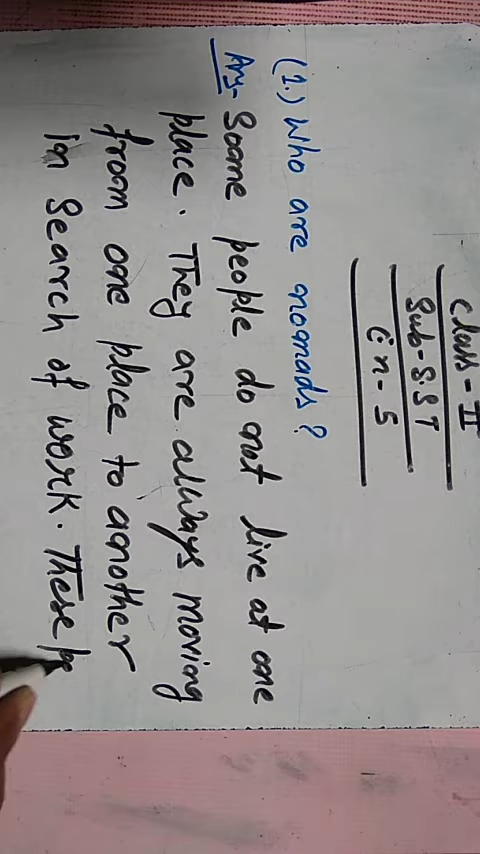 Class - II
Sub - S.ST
Ch - 5
(1.) Who are nomads?
Ans- Some people do not live at one
place. They are always moving
from one place to another
in search of work. These pe